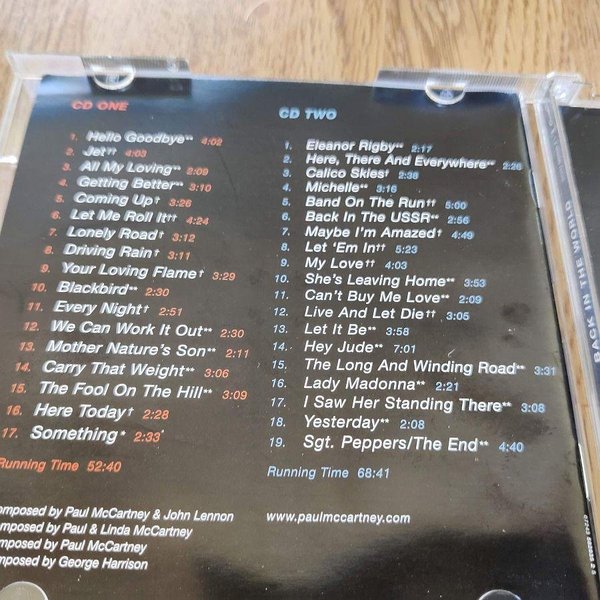 CD ONE
1. Hello Goodbye** 4:02
2. Jet†† 4:03
3. All My Loving** 2:09
4. Getting Better** 3:10
5. Coming Up† 3:26
6. Let Me Roll It†† 4:24
7. Lonely Road† 3:12
8. Driving Rain† 3:11
9. Your Loving Flame† 3:29
10. Blackbird** 2:30
11. Every Night† 2:51
12. We Can Work It Out** 2:30
13. Mother Nature's Son** 2:11
14. Carry That Weight** 3:06
15. The Fool On The Hill** 3:09
16. Here Today† 2:28
17. Something* 2:33
Running Time 52:40
CD TWO
1. Eleanor Rigby** 2:17
2. Here, There And Everywhere** 2:26
3. Calico Skies† 2:38
4. Michelle** 3:16
5. Band On The Run†† 5:00
6. Back In The USSR** 2:56
7. Maybe I'm Amazed† 4:49
8. Let 'Em In†† 5:23
9. My Love†† 4:03
10. She's Leaving Home** 3:53
11. Can't Buy Me Love** 2:09
12. Live And Let Die†† 3:05
13. Let It Be** 3:58
14. Hey Jude** 7:01
15. The Long And Winding Road** 3:31
16. Lady Madonna** 2:21
17. I Saw Her Standing There** 3:08
18. Yesterday** 2:08
19. Sgt. Peppers/The End** 4:40
Running Time 68:41
omposed by Paul McCartney & John Lennon
omposed by Paul & Linda McCartney
mposed by Paul McCartney
posed by George Harrison
www.paulmccartney.com
BACK IN THE WORLD